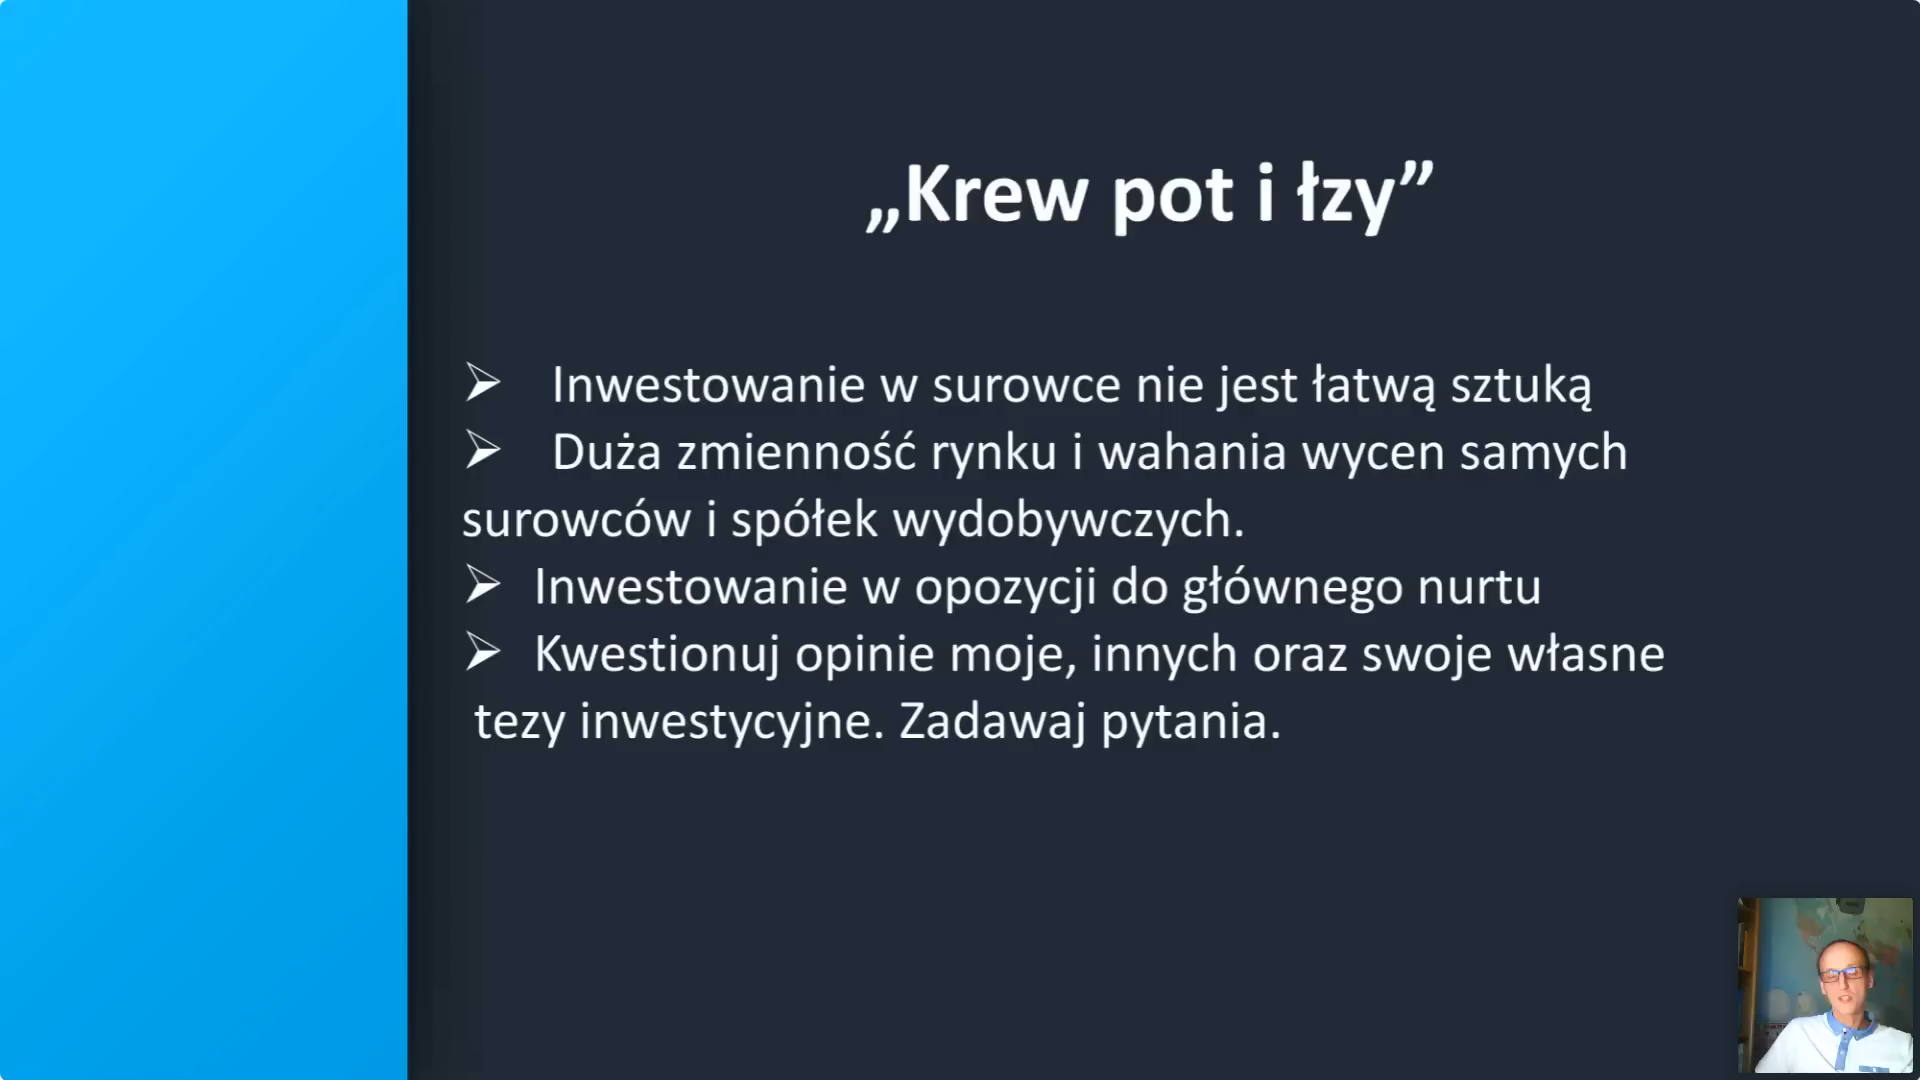 „Krew pot i łzy”
➢ Inwestowanie w surowce nie jest łatwą sztuką
➢ Duża zmienność rynku i wahania wycen samych
surowców i spółek wydobywczych.
➢ Inwestowanie w opozycji do głównego nurtu
➢ Kwestionuj opinie moje, innych oraz swoje własne
tezy inwestycyjne. Zadawaj pytania.